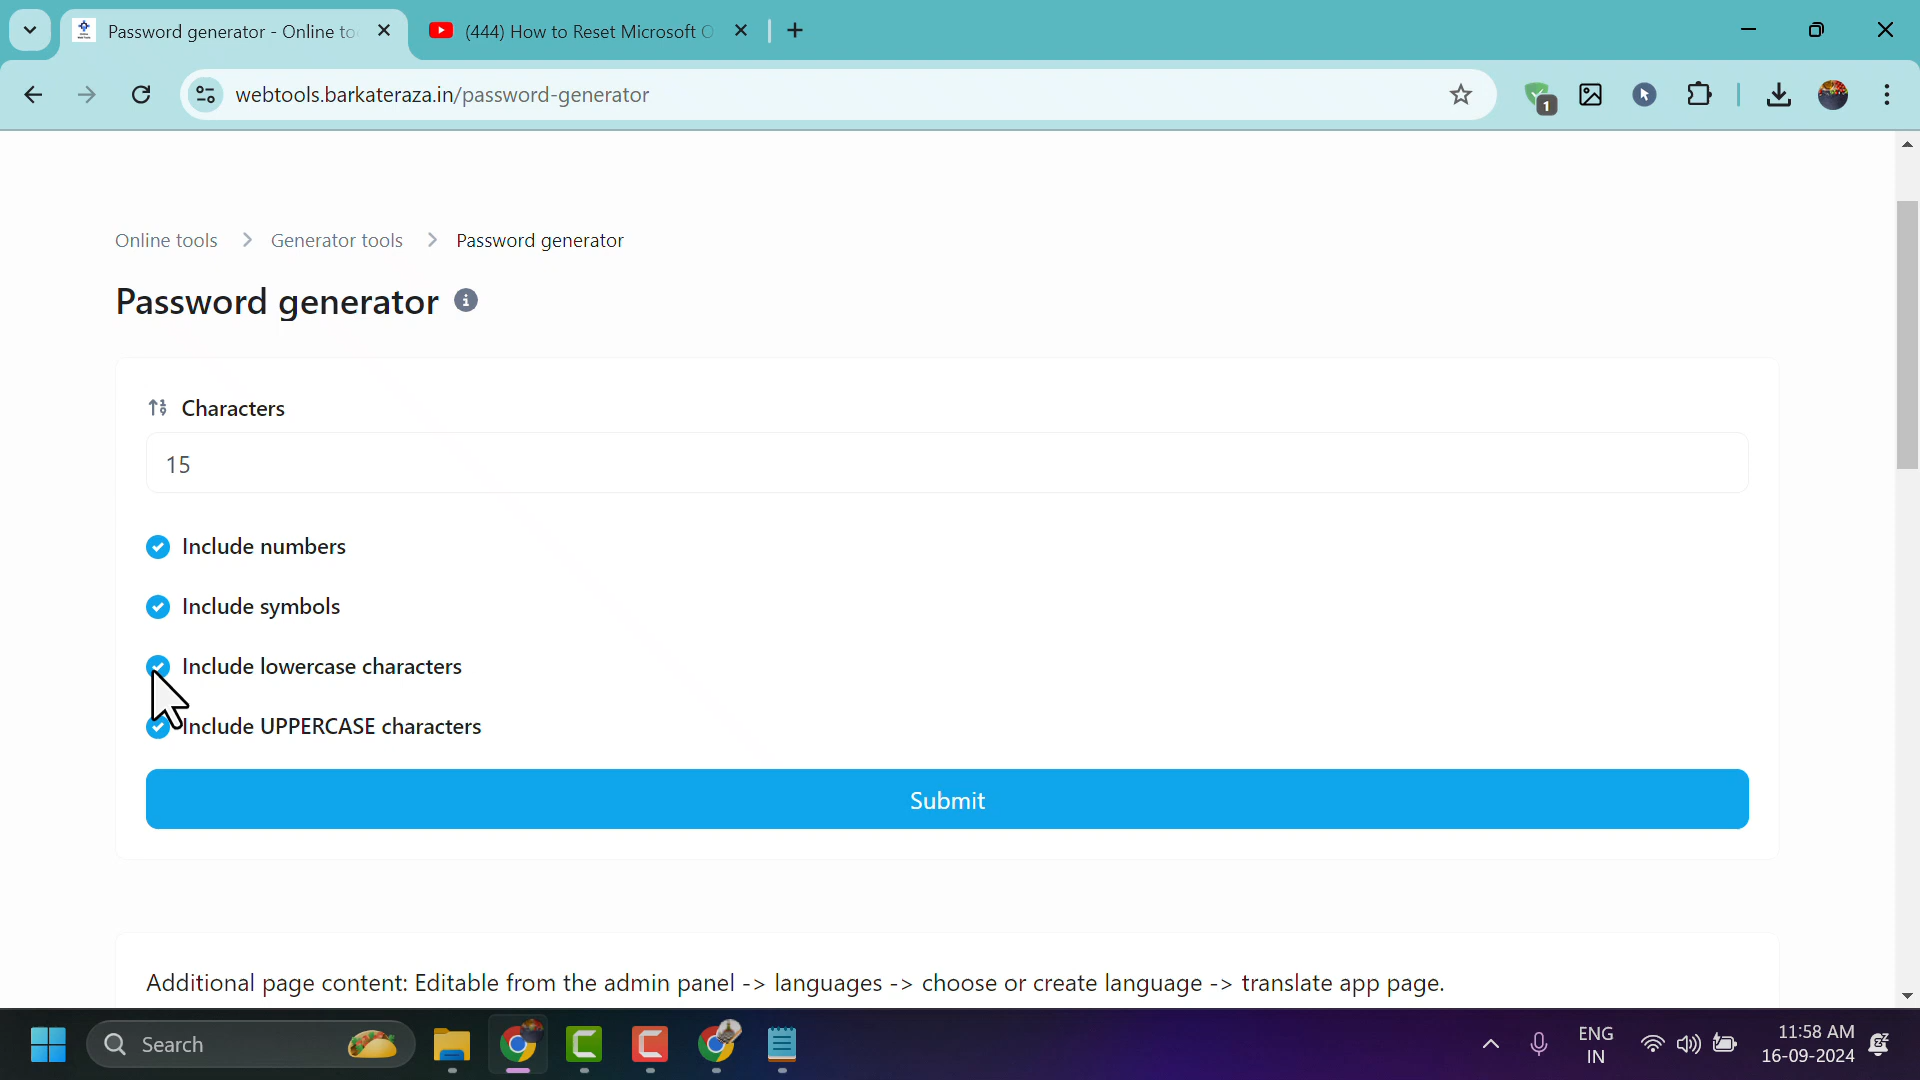 Password generator - Online to
(444) How to Reset Microsoft O
webtools.barkateraza.in/password-generator
1
Online tools > Generator tools > Password generator
Password generator
Characters
15
Include numbers
Include symbols
Include lowercase characters
Include UPPERCASE characters
Submit
Additional page content: Editable from the admin panel -> languages -> choose or create language -> translate app page.
Search
ENG
IN
11:58 AM
16-09-2024